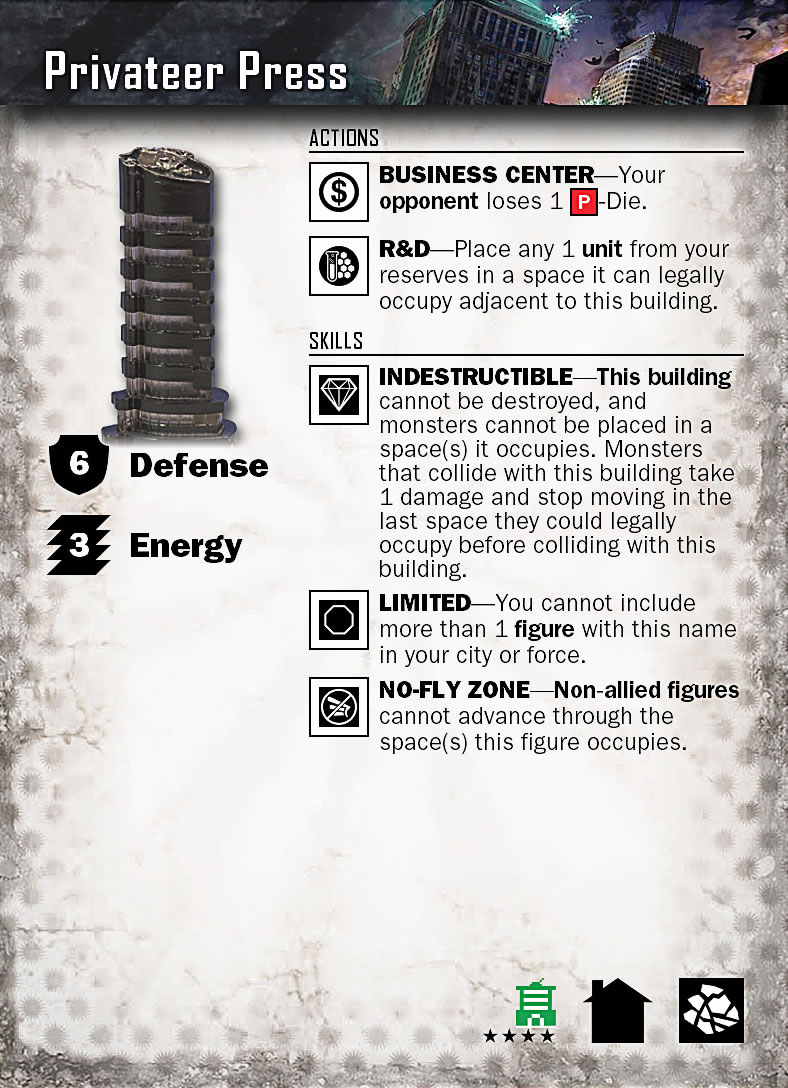 Privateer Press
ACTIONS
$
BUSINESS CENTER—Your
opponent loses 1 P-Die.
R&D—Place any 1 unit from your
reserves in a space it can legally
occupy adjacent to this building.
SKILLS
INDESTRUCTIBLE—This building
cannot be destroyed, and
monsters cannot be placed in a
space(s) it occupies. Monsters
that collide with this building take
1 damage and stop moving in the
last space they could legally
occupy before colliding with this
building.
6 Defense
3 Energy
LIMITED—You cannot include
more than 1 figure with this name
in your city or force.
NO-FLY ZONE—Non-allied figures
cannot advance through the
space(s) this figure occupies.